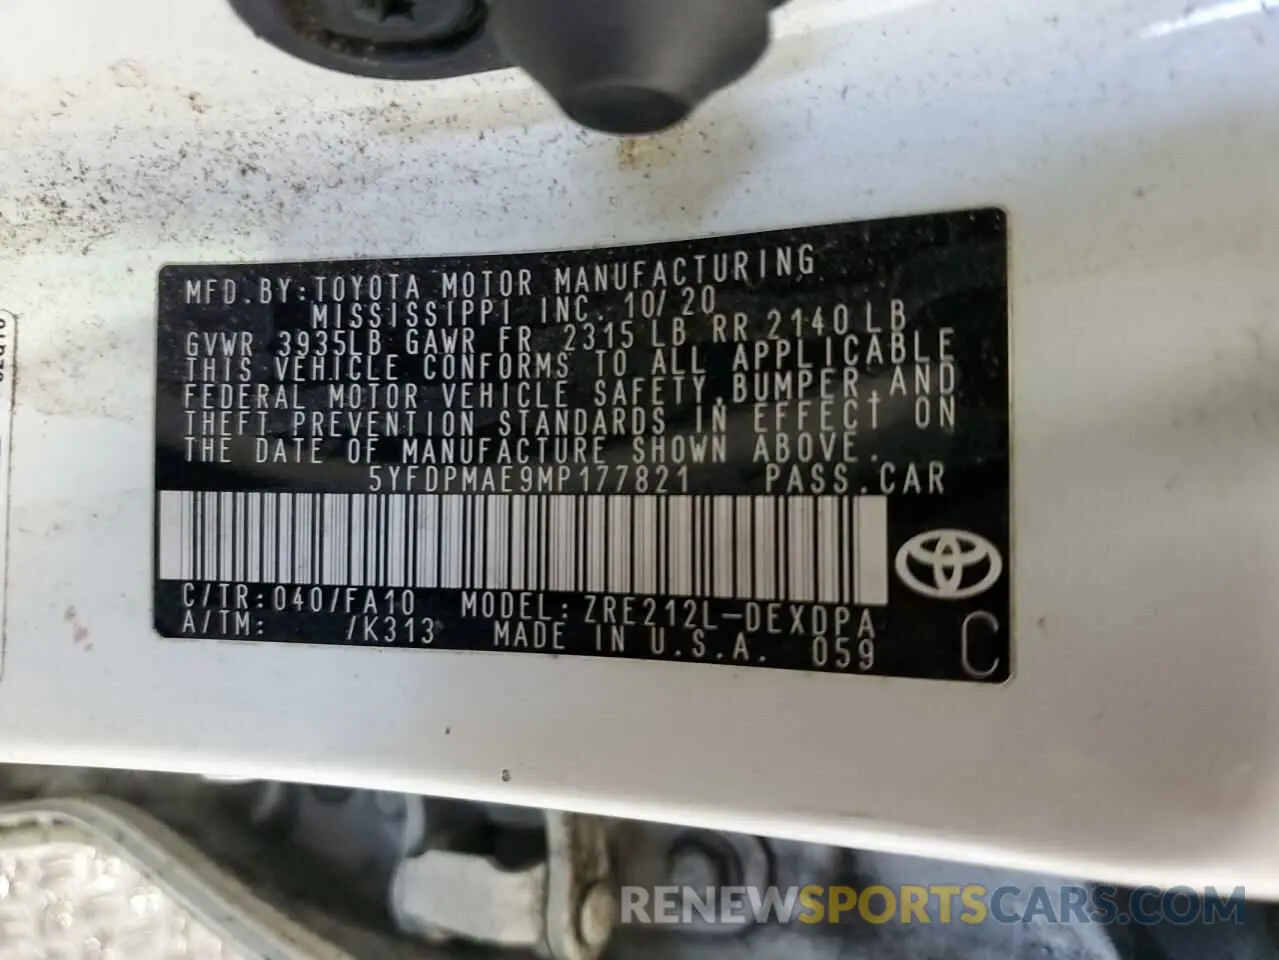 MFD.BY:TOYOTA MOTOR MANUFACTURING
MISSISSIPPI INC. 10/20
GVWR 3935LB GAWR FR 2315 LB RR 2140 LB
THIS VEHICLE CONFORMS TO ALL APPLICABLE
FEDERAL MOTOR VEHICLE SAFETY,BUMPER,AND
THEFT PREVENTION STANDARDS IN EFFECT ON
THE DATE OF MANUFACTURE SHOWN ABOVE.
5YFDPMAE9MP177821 PASS.CAR
C/TR:040/FA10 MODEL:ZRE212L-DEXDPA
A/TM: /K313 MADE IN U.S.A. 059 C
RENEWSPORTSCARS.COM